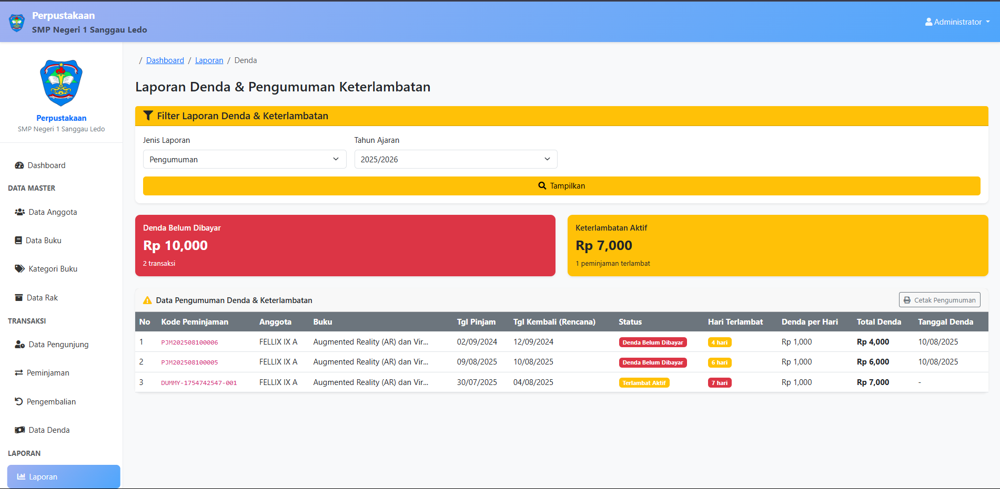 Perpustakaan
SMP Negeri 1 Sanggau Ledo
Administrator
Perpustakaan
SMP Negeri 1 Sanggau Ledo
Dashboard
DATA MASTER
Data Anggota
Data Buku
Kategori Buku
Data Rak
TRANSAKSI
Data Pengunjung
Peminjaman
Pengembalian
Data Denda
LAPORAN
Laporan
/ Dashboard / Laporan / Denda
Laporan Denda & Pengumuman Keterlambatan
Filter Laporan Denda & Keterlambatan
Jenis Laporan Tahun Ajaran
Pengumuman 2025/2026
Tampilkan
Denda Belum Dibayar
Rp 10,000
2 transaksi
Keterlambatan Aktif
Rp 7,000
1 peminjaman terlambat
Data Pengumuman Denda & Keterlambatan
Cetak Pengumuman
No Kode Peminjaman Anggota Buku Tgl Pinjam Tgl Kembali (Rencana) Status Hari Terlambat Denda per Hari Total Denda Tanggal Denda
1 PJM202508100006 FELLIX IX A Augmented Reality (AR) dan Vir... 02/09/2024 12/09/2024 Denda Belum Dibayar 4 hari Rp 1,000 Rp 4,000 10/08/2025
2 PJM202508100005 FELLIX IX A Augmented Reality (AR) dan Vir... 09/08/2025 10/08/2025 Denda Belum Dibayar 6 hari Rp 1,000 Rp 6,000 10/08/2025
3 DUMMY-1754742547-001 FELLIX IX A Augmented Reality (AR) dan Vir... 30/07/2025 04/08/2025 Terlambat Aktif 7 hari Rp 1,000 Rp 7,000 -